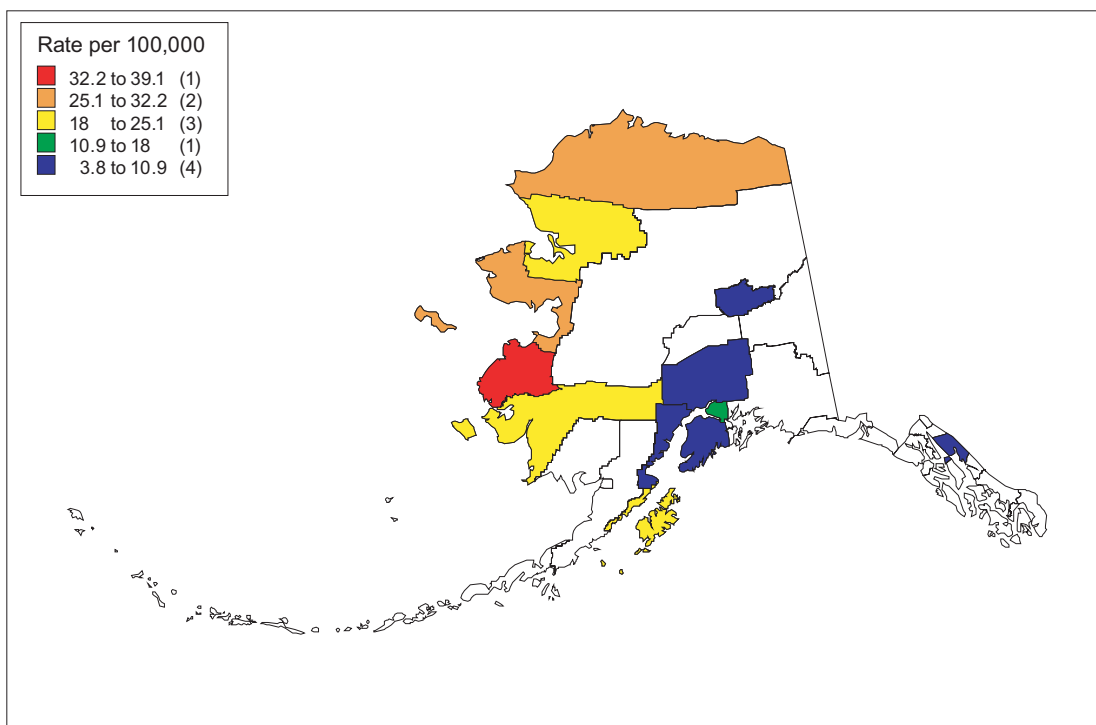 Rate per 100,000
32.2 to 39.1 (1)
25.1 to 32.2 (2)
18 to 25.1 (3)
10.9 to 18 (1)
3.8 to 10.9 (4)